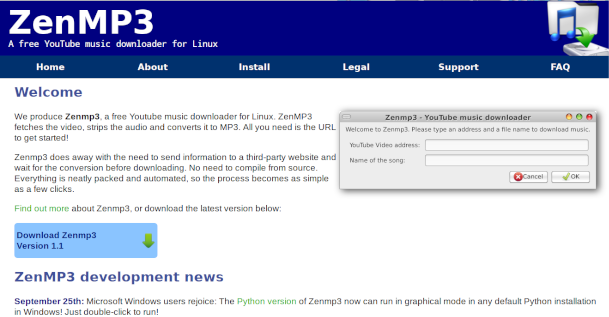 ZenMP3
A free YouTube music downloader for Linux
Home About Install Legal Support FAQ
Welcome
We produce Zenmp3, a free Youtube music downloader for Linux. ZenMP3
fetches the video, strips the audio and converts it to MP3. All you need is the URL
to get started!
Zenmp3 does away with the need to send information to a third-party website and
wait for the conversion before downloading. No need to compile from source.
Everything is neatly packed and automated, so the process becomes as simple
as a few clicks.
Find out more about Zenmp3, or download the latest version below:
Download Zenmp3
Version 1.1
Zenmp3 - YouTube music downloader
Welcome to Zenmp3. Please type an address and a file name to download music.
YouTube Video address:
Name of the song:
Cancel OK
ZenMP3 development news
September 25th: Microsoft Windows users rejoice: The Python version of Zenmp3 now can run in graphical mode in any default Python installation
in Windows! Just double-click to run!